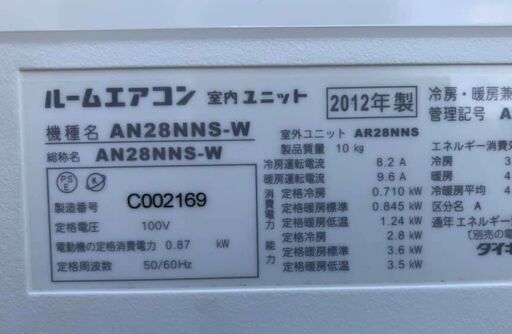 ルームエアコン 室内ユニット 2012年製
冷房・暖房兼
管理記号 A
機種名 AN28NNS-W
総称名 AN28NNS-W
PS
E
K
製造番号 C002169
定格電圧 100V
電動機の定格消費電力 0.87 kW
定格周波数 50/60Hz
室外ユニット AR28NNS
製品質量 10 kg
冷房運転電流 8.2 A
暖房運転電流 9.6 A
消費電力
定格冷房 0.710 kW
定格暖房標準 0.845 kW
定格暖房低温 1.24 kW
能力
定格冷房 2.8 kW
定格暖房標準 3.6 kW
定格暖房低温 3.5 kW
エネルギー消費効
冷房 3
暖房 4
冷暖房平均 4
区分名 A
通年エネルギー
(別売の電
ダイキ